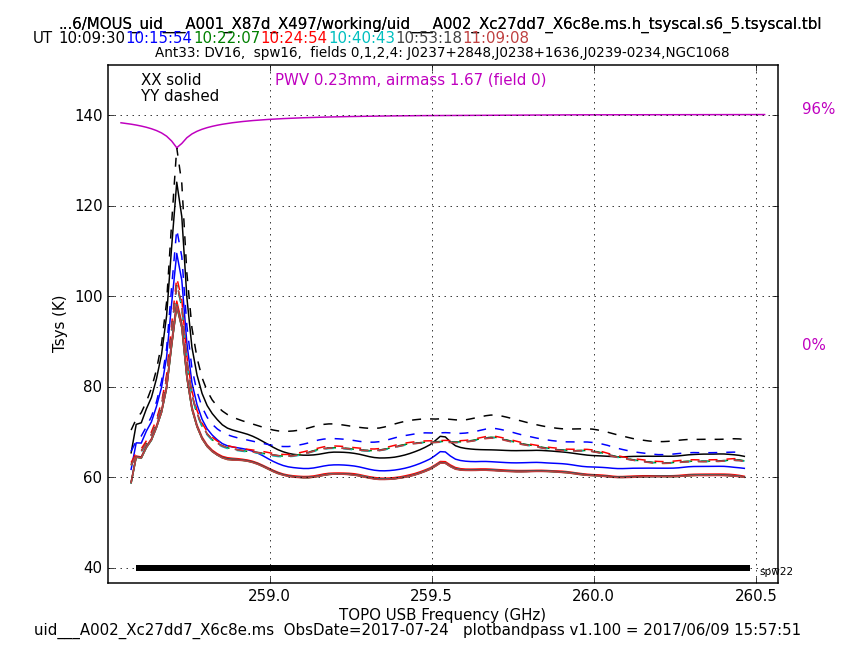 ...6/MOUS_uid___A001_X87d_X497/working/uid___A002_Xc27dd7_X6c8e.ms.h_tsyscal.s6_5.tsyscal.tbl
UT 10:09:30 10:15:54 10:22:07 10:24:54 10:40:43 10:53:18 11:09:08
Ant33: DV16, spw16, fields 0,1,2,4: J0237+2848,J0238+1636,J0239-0234,NGC1068
XX solid PWV 0.23mm, airmass 1.67 (field 0)
YY dashed
96%
140
120
100
80
60
40
Tsys (K)
0%
spw22
259.0 259.5 260.0 260.5
TOPO USB Frequency (GHz)
uid___A002_Xc27dd7_X6c8e.ms ObsDate=2017-07-24 plotbandpass v1.100 = 2017/06/09 15:57:51